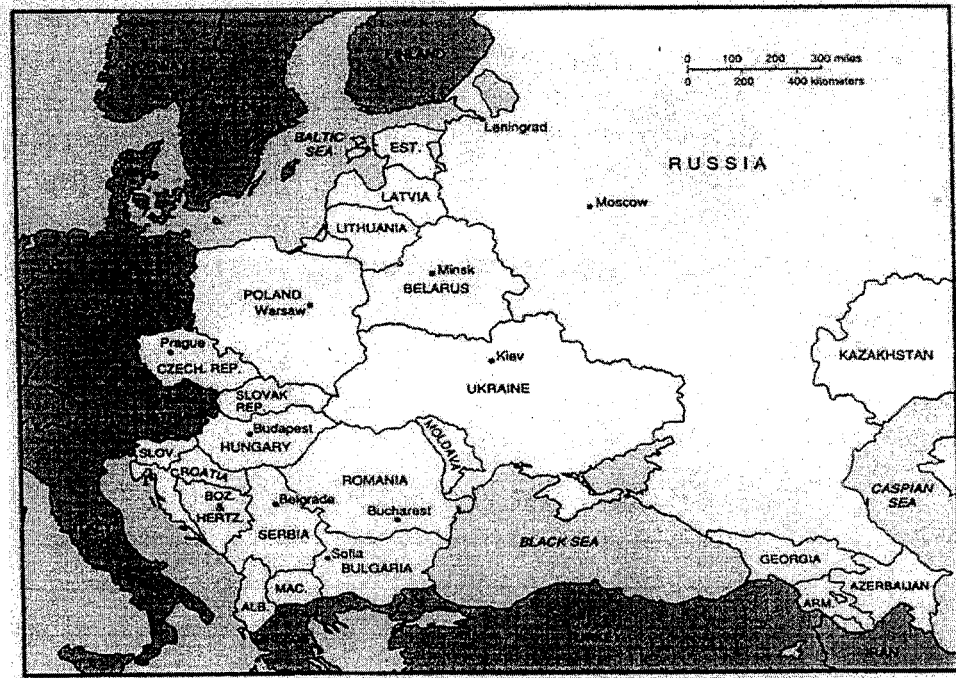 FINLAND
0 100 200 300 miles
0 200 400 kilometers
Leningrad
BALTIC
SEA
EST.
RUSSIA
LATVIA
Moscow
LITHUANIA
Minsk
BELARUS
POLAND
Warsaw
Prague
CZECH. REP.
Kiev
UKRAINE
KAZAKHSTAN
SLOVAK
REP.
Budapest
HUNGARY
MOLDAVA
SLOV.
CROATIA
ROMANIA
BOZ.
HERTZ.
Belgrade
Bucharest
SERBIA
CASPIAN
SEA
BLACK SEA
Sofia
BULGARIA
GEORGIA
MAC.
ALB.
AZERBAIJAN
ARM.
IRAN